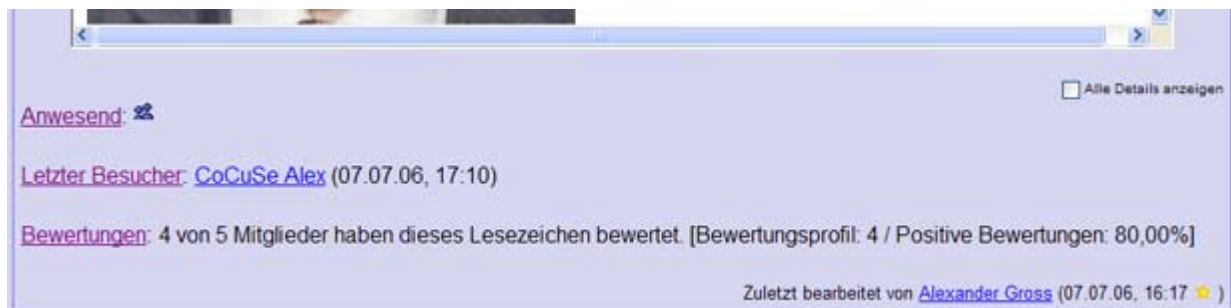 Alle Details anzeigen
Anwesend:
Letzter Besucher: CoCuSe Alex (07.07.06, 17:10)
Bewertungen: 4 von 5 Mitglieder haben dieses Lesezeichen bewertet. [Bewertungsprofil: 4 / Positive Bewertungen: 80,00%]
Zuletzt bearbeitet von Alexander Gross (07.07.06, 16:17 )